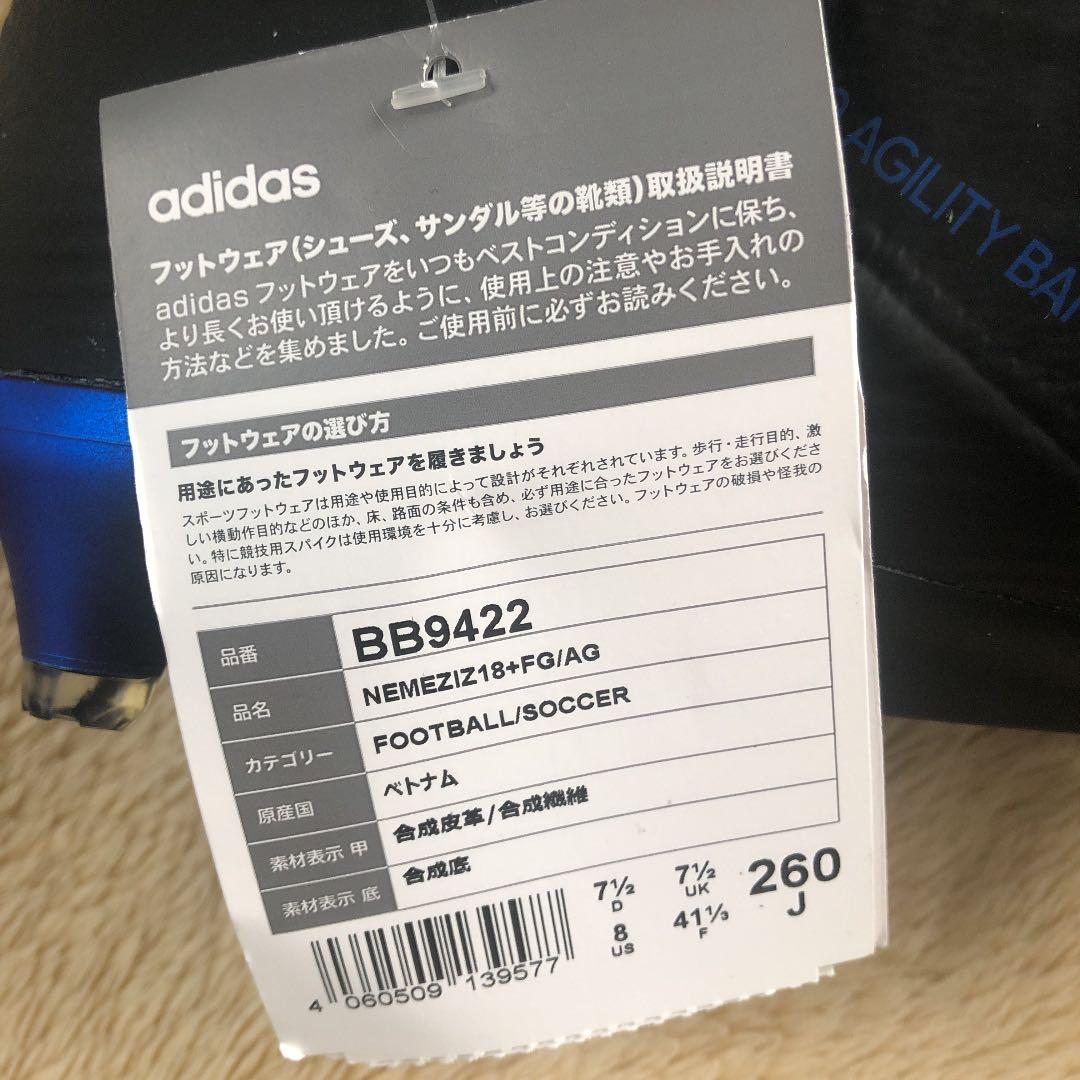 adidas
フットウェア(シューズ、サンダル等の靴類)取扱説明書
adidas フットウェアをいつもベストコンディションに保ち、
より長くお使い頂けるように、使用上の注意やお手入れの
方法などを集めました。ご使用前に必ずお読みください。
フットウェアの選び方
用途にあったフットウェアを履きましょう
スポーツフットウェアは用途や使用目的によって設計がそれぞれされています。歩行・走行目的、激
しい横動作目的などのほか、床、路面の条件も含め、必ず用途に合ったフットウェアをお選びくださ
い。特に競技用スパイクは使用環境を十分に考慮し、お選びください。フットウェアの破損や怪我の
原因になります。
品番 BB9422
品名 NEMEZIZ18+FG/AG
カテゴリー FOOTBALL/SOCCER
原産国 ベトナム
素材表示 甲 合成皮革/合成繊維
素材表示 底 合成底
7½ D 7½ UK 260 J
8 US 41⅓ F
4 060509 139577
AGILITY